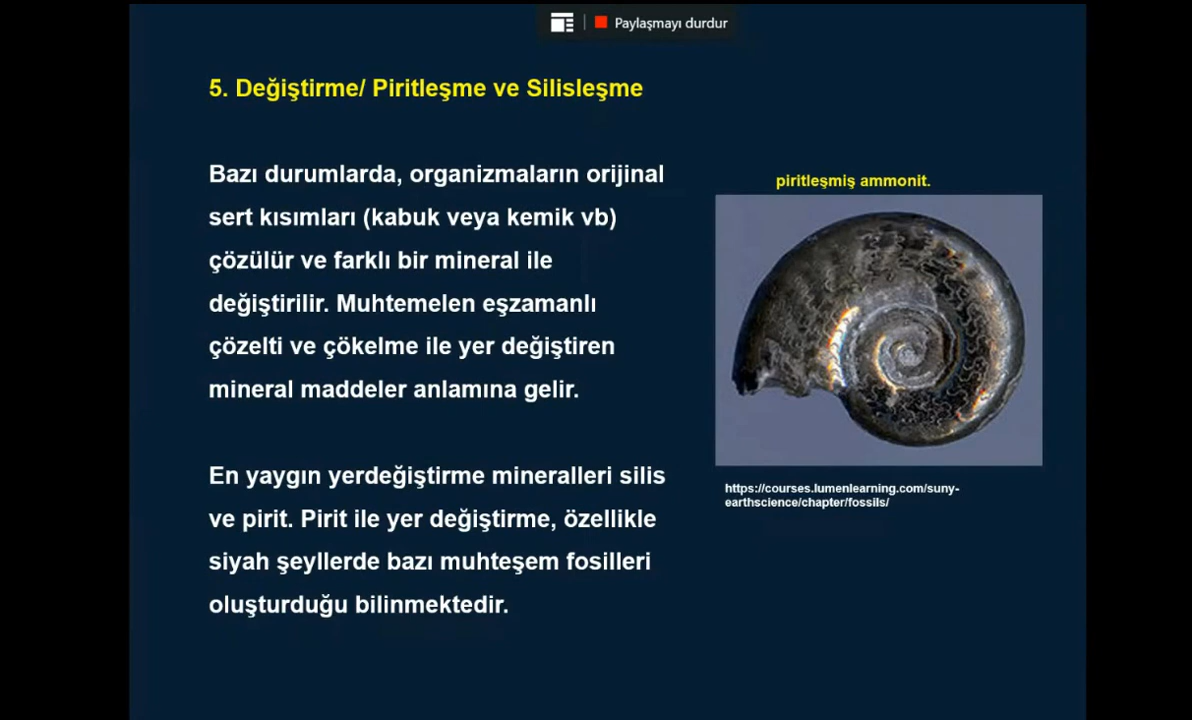 Paylaşmayı durdur
5. Değiştirme/ Piritleşme ve Silisleşme
Bazı durumlarda, organizmaların orijinal
sert kısımları (kabuk veya kemik vb)
çözülür ve farklı bir mineral ile
değiştirilir. Muhtemelen eşzamanlı
çözelti ve çökelme ile yer değiştiren
mineral maddeler anlamına gelir.
En yaygın yerdeğiştirme mineralleri silis
ve pirit. Pirit ile yer değiştirme, özellikle
siyah şeyllerde bazı muhteşem fosilleri
oluşturduğu bilinmektedir.
piritleşmiş ammonit.
https://courses.lumenlearning.com/suny-
earthscience/chapter/fossils/